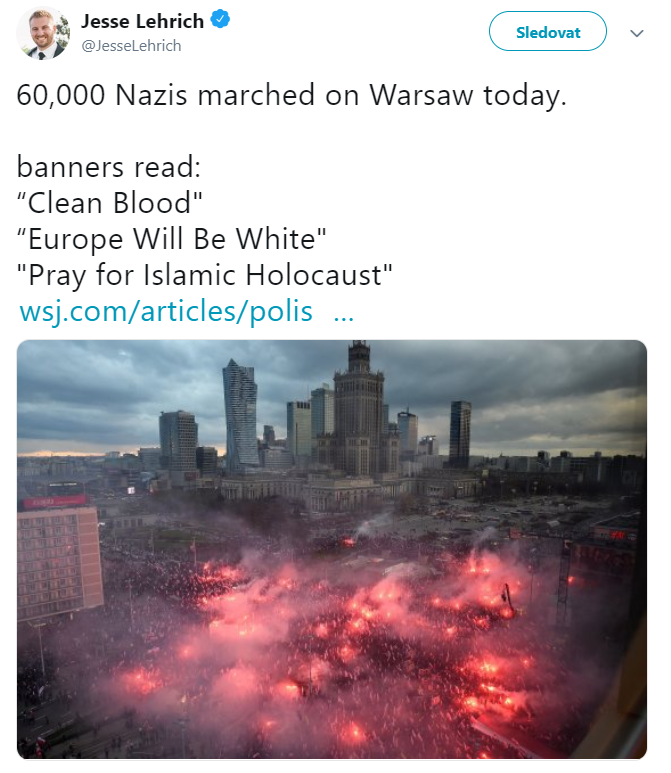 Jesse Lehrich
@JesseLehrich
Sledovat
60,000 Nazis marched on Warsaw today.
banners read:
“Clean Blood"
“Europe Will Be White"
"Pray for Islamic Holocaust"
wsj.com/articles/polis ...